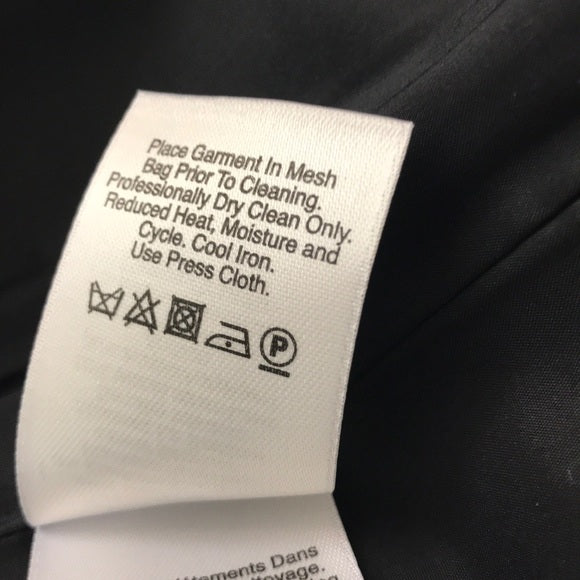 Place Garment In Mesh
Bag Prior To Cleaning.
Professionally Dry Clean Only.
Reduced Heat, Moisture and
Cycle. Cool Iron.
Use Press Cloth.
P
Dans